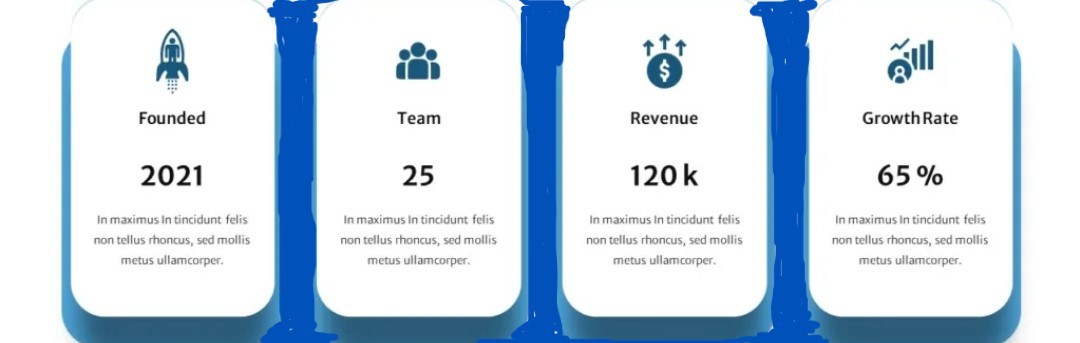 Founded
2021
In maximus In tincidunt felis
non tellus rhoncus, sed mollis
metus ullamcorper.
Team
25
In maximus In tincidunt felis
non tellus rhoncus, sed mollis
metus ullamcorper.
Revenue
$
120 k
In maximus In tincidunt felis
non tellus rhoncus, sed mollis
metus ullamcorper.
Growth Rate
65 %
In maximus In tincidunt felis
non tellus rhoncus, sed mollis
metus ullamcorper.